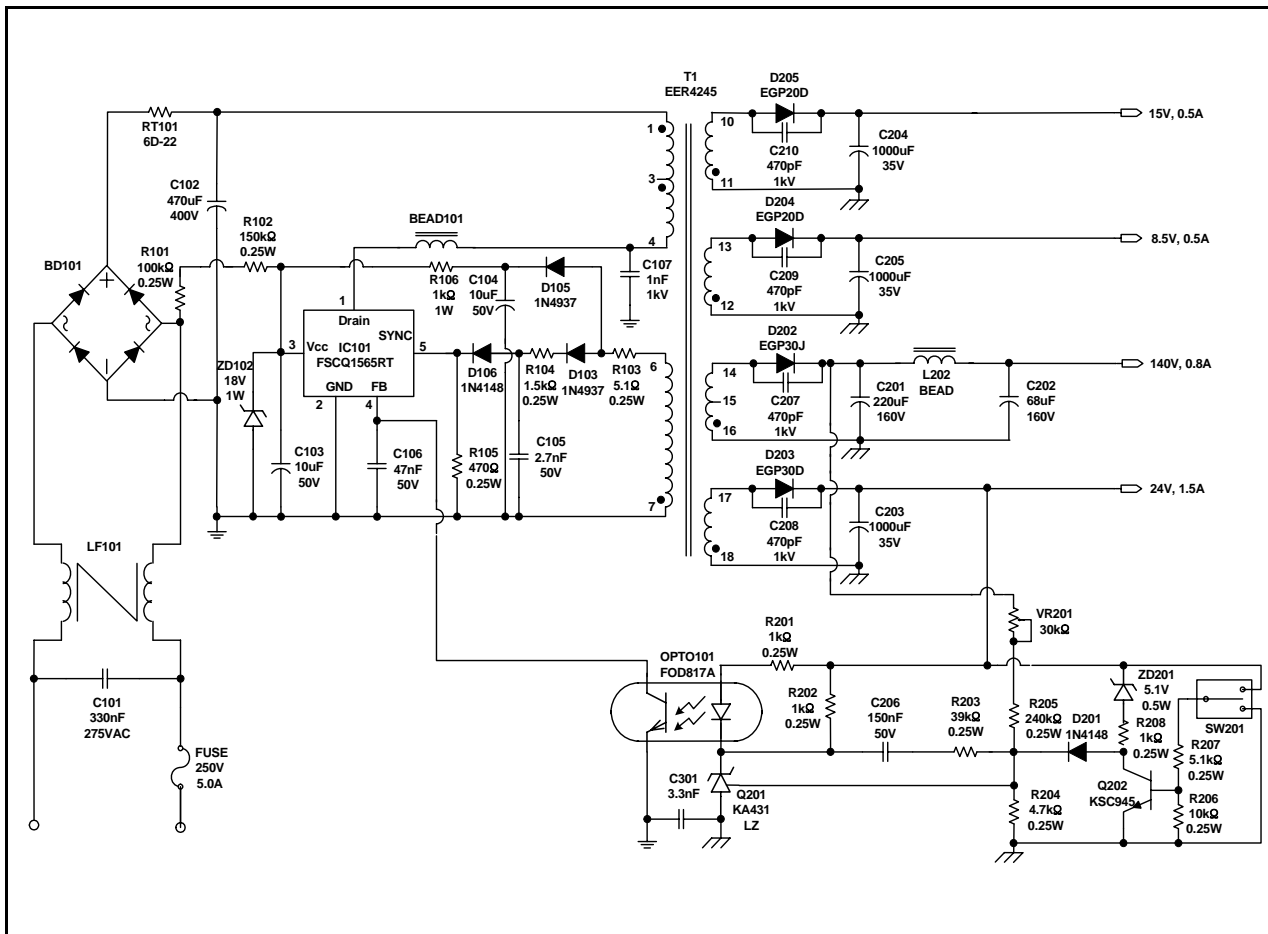 T1
EER4245
D205
EGP20D
RT101
6D-22
1
10
C210
470pF
1kV
C204
1000uF
35V
15V, 0.5A
C102
470uF
400V
3
11
D204
EGP20D
R102
150kΩ
0.25W
BEAD101
4
13
8.5V, 0.5A
R101
100kΩ
0.25W
BD101
R106
1kΩ
1W
C104
10uF
50V
D105
1N4937
C107
1nF
1kV
C209
470pF
1kV
C205
1000uF
35V
12
1
Drain
SYNC
3
Vcc
IC101
FSCQ1565RT
5
GND
FB
2
4
ZD102
18V
1W
D106
1N4148
R104
1.5kΩ
0.25W
D103
1N4937
R103
5.1Ω
0.25W
6
D202
EGP30J
14
15
16
C207
470pF
1kV
C201
220uF
160V
L202
BEAD
C202
68uF
160V
140V, 0.8A
C103
10uF
50V
C106
47nF
50V
R105
470Ω
0.25W
C105
2.7nF
50V
7
D203
EGP30D
17
C208
470pF
1kV
C203
1000uF
35V
24V, 1.5A
18
LF101
VR201
30kΩ
R201
1kΩ
0.25W
OPTO101
FOD817A
C101
330nF
275VAC
R202
1kΩ
0.25W
C206
150nF
50V
R203
39kΩ
0.25W
R205
240kΩ
0.25W
D201
1N4148
ZD201
5.1V
0.5W
R208
1kΩ
0.25W
SW201
R207
5.1kΩ
0.25W
FUSE
250V
5.0A
C301
3.3nF
Q201
KA431
LZ
R204
4.7kΩ
0.25W
Q202
KSC945
R206
10kΩ
0.25W